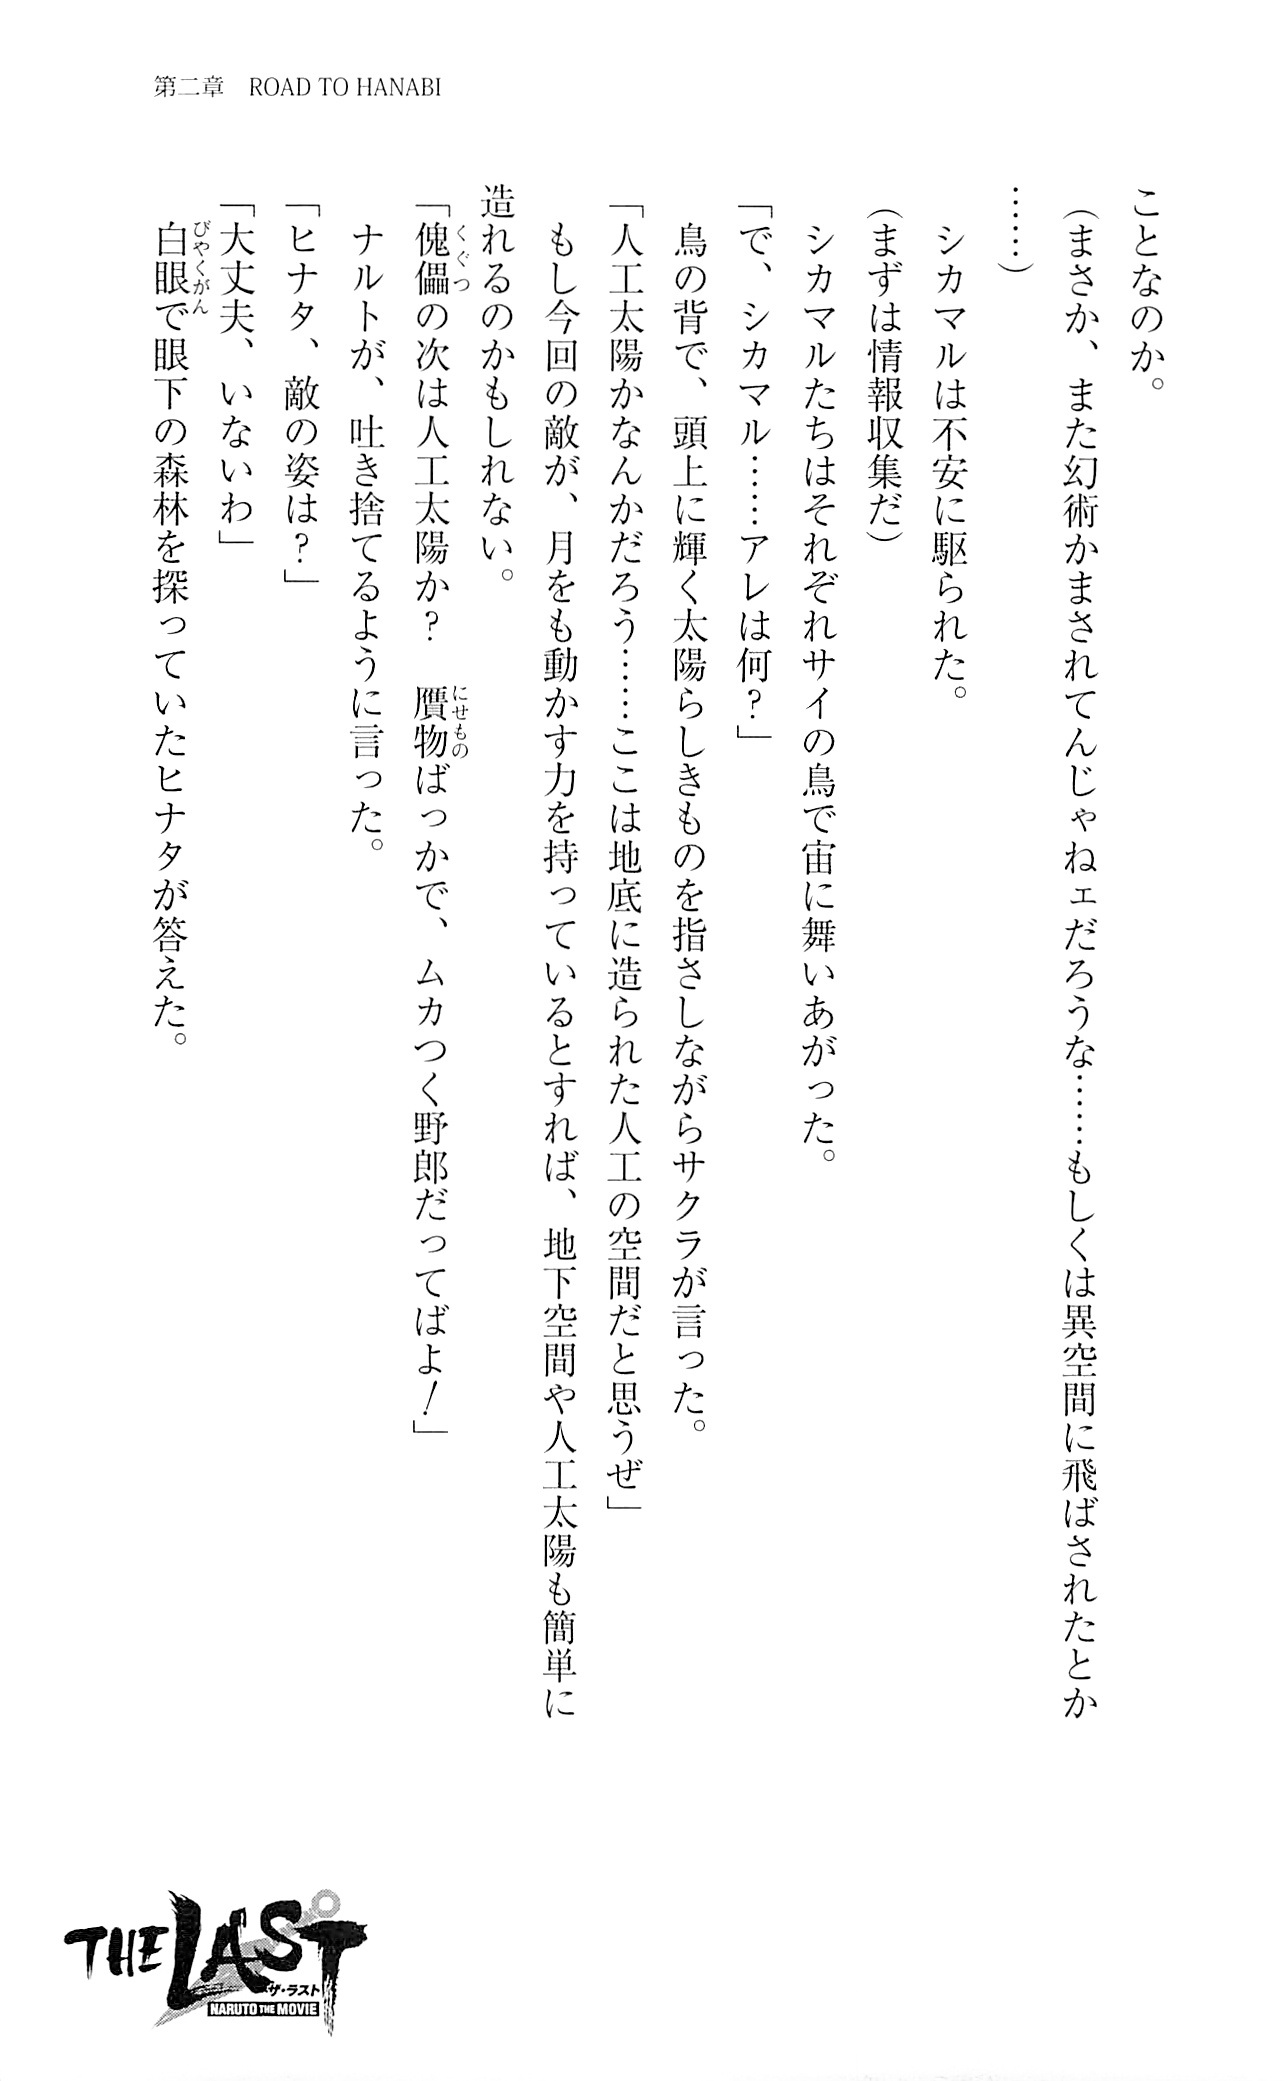 第二章　ROAD TO HANABI
ことなのか。
（まさか、また幻術かまされてんじゃねェだろうな……もしくは異空間に飛ばされたとか
……）
シカマルは不安に駆られた。
（まずは情報収集だ）
シカマルたちはそれぞれサイの鳥で宙に舞いあがった。
「で、シカマル……アレは何？」
鳥の背で、頭上に輝く太陽らしきものを指さしながらサクラが言った。
「人工太陽かなんかだろう……ここは地底に造られた人工の空間だと思うぜ」
もし今回の敵が、月をも動かす力を持っているとすれば、地下空間や人工太陽も簡単に
造れるのかもしれない。
「傀儡の次は人工太陽か？　贋物ばっかで、ムカつく野郎だってばよ！」
くぐつ
にせもの
ナルトが、吐き捨てるように言った。
「ヒナタ、敵の姿は？」
「大丈夫、いないわ」
白眼で眼下の森林を探っていたヒナタが答えた。
びゃくがん
THE LAST
ザ・ラスト
NARUTO THE MOVIE